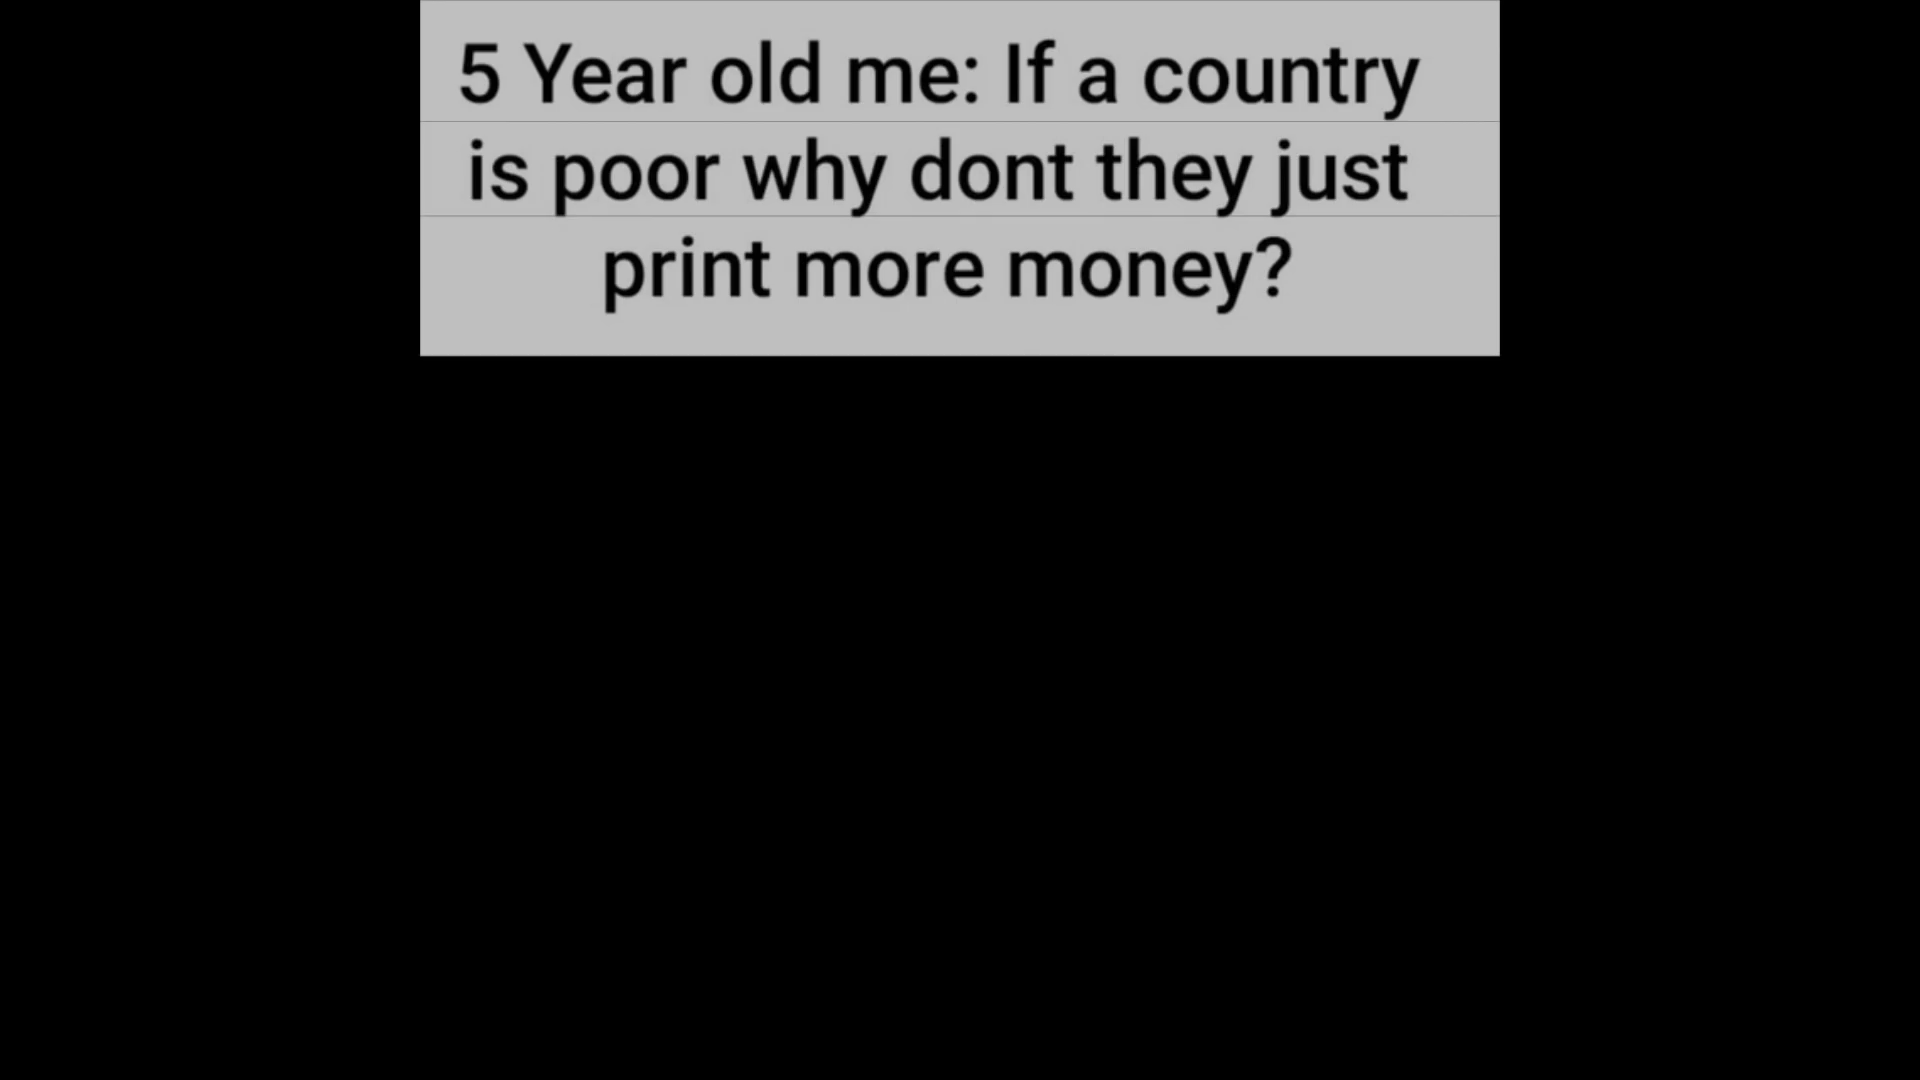 5 Year old me: If a country
is poor why dont they just
print more money?